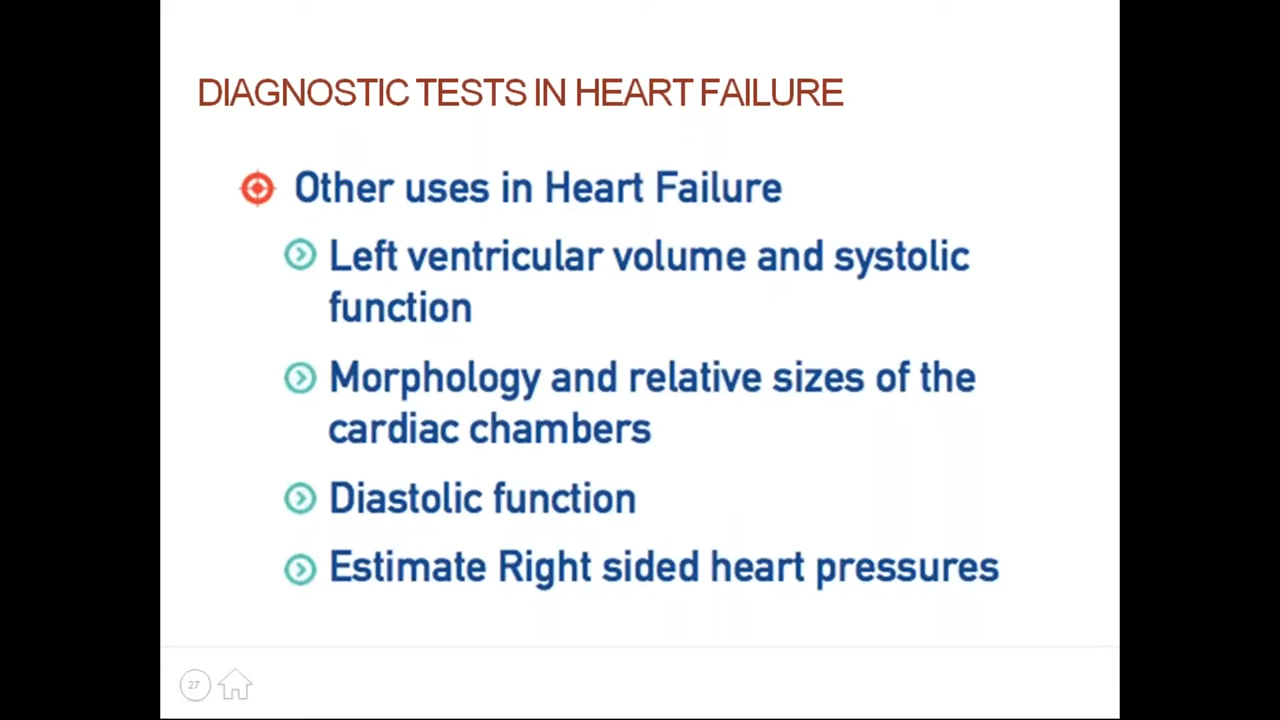 DIAGNOSTIC TESTS IN HEART FAILURE
Other uses in Heart Failure
Left ventricular volume and systolic
function
Morphology and relative sizes of the
cardiac chambers
Diastolic function
Estimate Right sided heart pressures
27